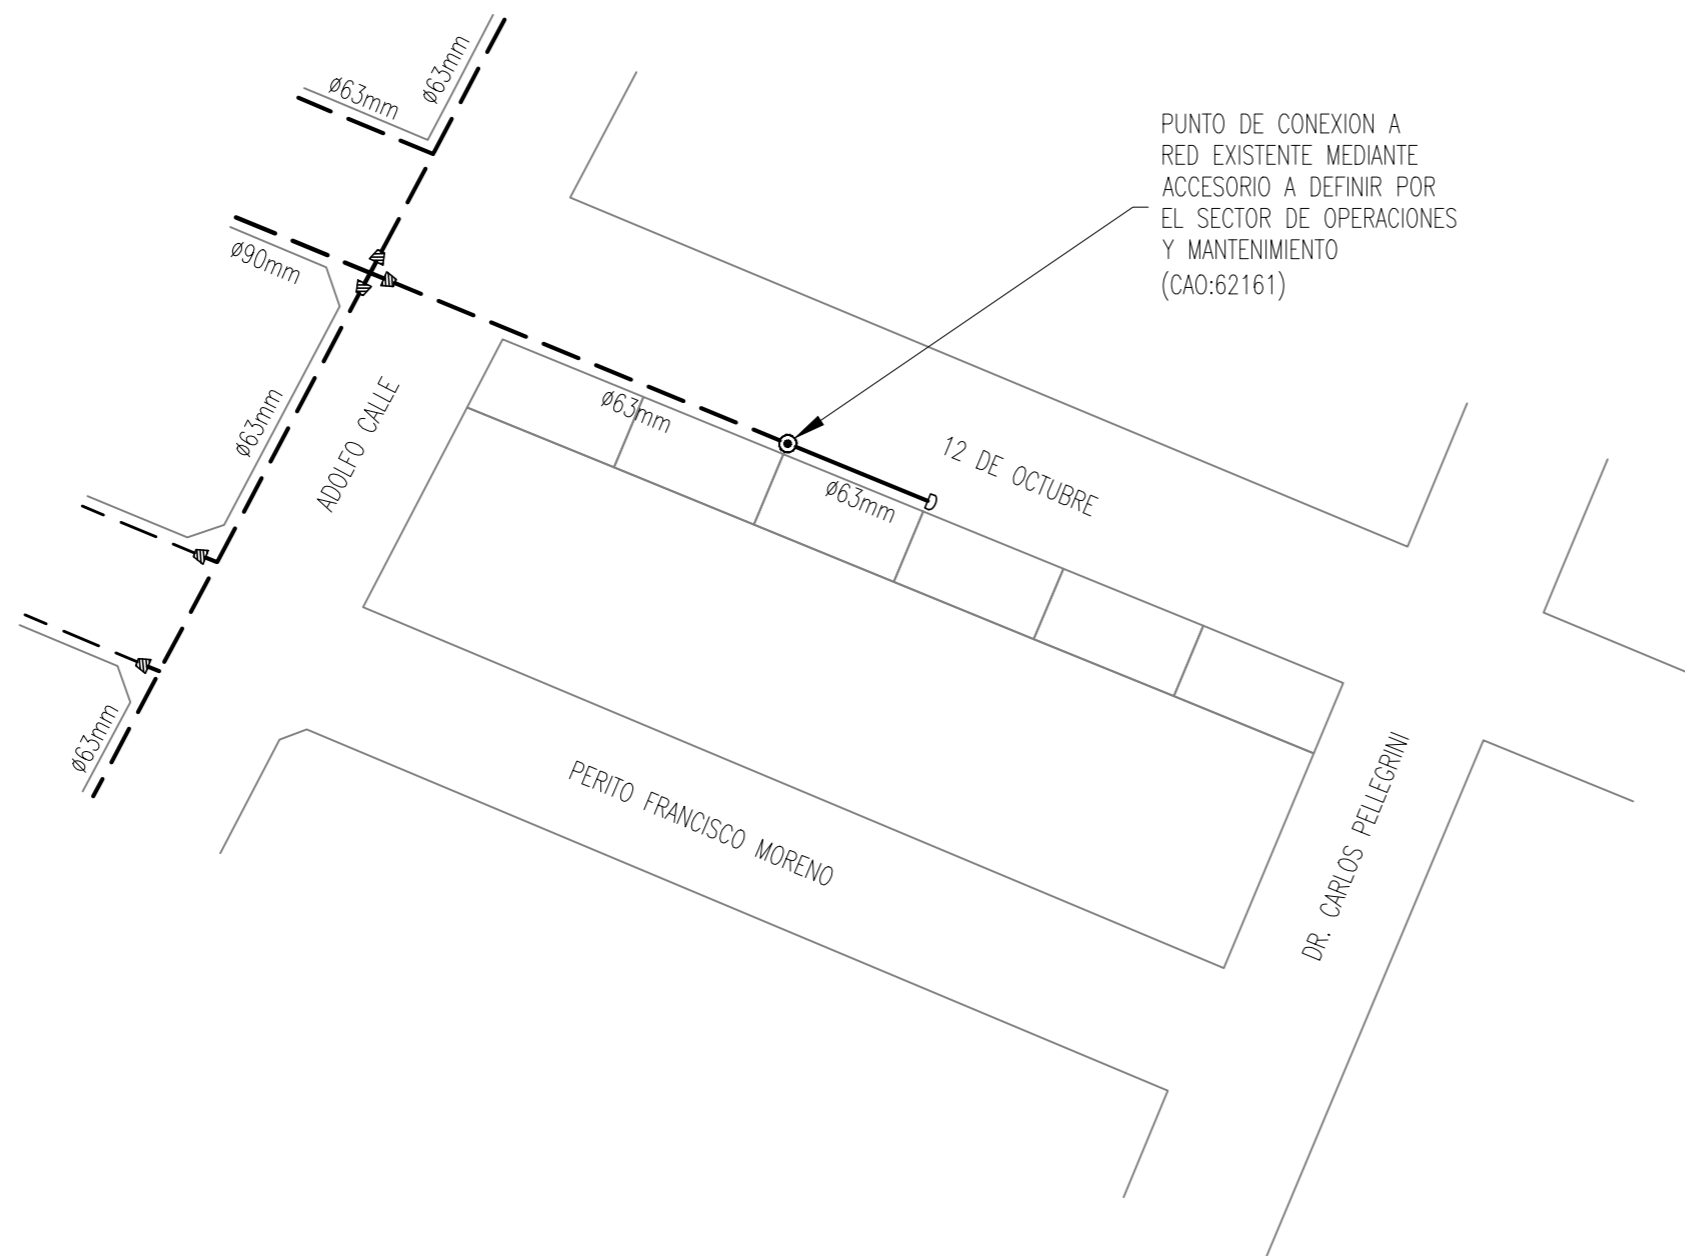 ø63mm
ø63mm
PUNTO DE CONEXION A
RED EXISTENTE MEDIANTE
ACCESORIO A DEFINIR POR
EL SECTOR DE OPERACIONES
Y MANTENIMIENTO
(CAO:62161)
ø90mm
ø63mm
ADOLFO CALLE
ø63mm
12 DE OCTUBRE
ø63mm
ø63mm
PERITO FRANCISCO MORENO
DR. CARLOS PELLEGRINI